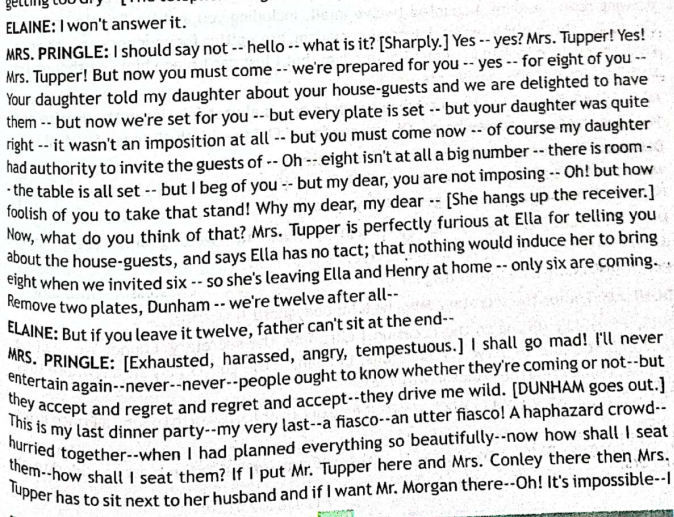 getting too dry
ELAINE: I won't answer it.
MRS. PRINGLE: I should say not -- hello -- what is it? [Sharply.] Yes -- yes? Mrs. Tupper! Yes!
Mrs. Tupper! But now you must come -- we're prepared for you -- yes -- for eight of you --
Your daughter told my daughter about your house-guests and we are delighted to have
them -- but now we're set for you -- but every plate is set -- but your daughter was quite
right -- it wasn't an imposition at all -- but you must come now -- of course my daughter
had authority to invite the guests of -- Oh -- eight isn't at all a big number -- there is room -
- the table is all set -- but I beg of you -- but my dear, you are not imposing -- Oh! but how
foolish of you to take that stand! Why my dear, my dear -- [She hangs up the receiver.]
Now, what do you think of that? Mrs. Tupper is perfectly furious at Ella for telling you
about the house-guests, and says Ella has no tact; that nothing would induce her to bring
eight when we invited six -- so she's leaving Ella and Henry at home -- only six are coming.
Remove two plates, Dunham -- we're twelve after all--
ELAINE: But if you leave it twelve, father can't sit at the end--
MRS. PRINGLE: [Exhausted, harassed, angry, tempestuous.] I shall go mad! I'll never
entertain again--never--never--people ought to know whether they're coming or not--but
they accept and regret and regret and accept--they drive me wild. [DUNHAM goes out.]
This is my last dinner party--my very last--a fiasco--an utter fiasco! A haphazard crowd--
hurried together--when I had planned everything so beautifully--now how shall I seat
them--how shall I seat them? If I put Mr. Tupper here and Mrs. Conley there then Mrs.
Tupper has to sit next to her husband and if I want Mr. Morgan there--Oh! It's impossible--I